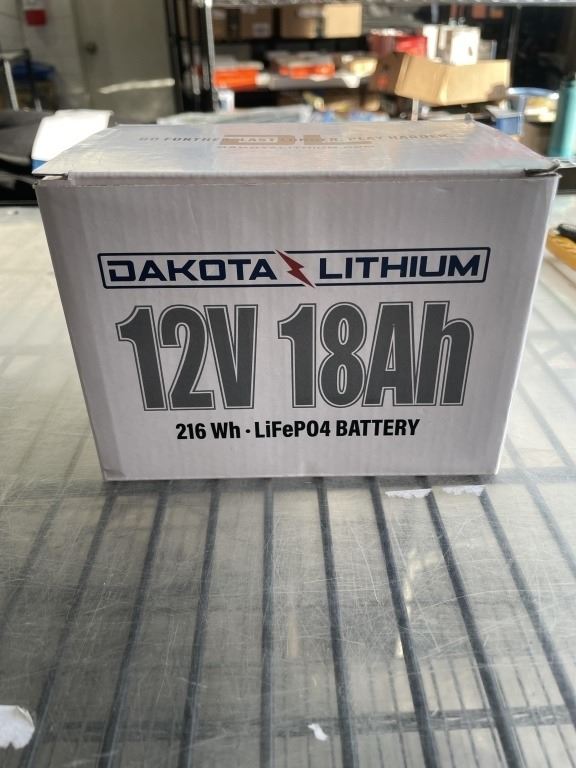 DAKOTA LITHIUM
12V 18Ah
216 Wh · LiFePO4 BATTERY